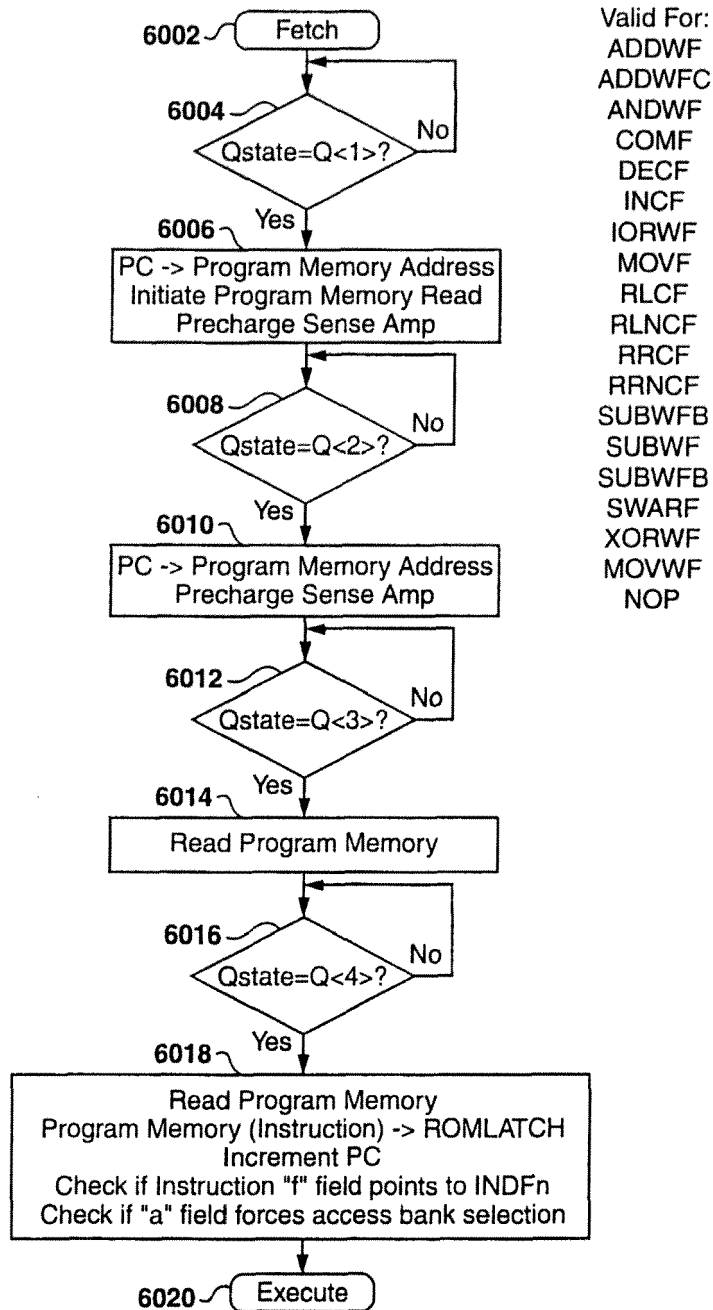 6002
Fetch
6004
Qstate=Q<1>?
No
Yes
6006
PC -> Program Memory Address
Initiate Program Memory Read
Precharge Sense Amp
6008
Qstate=Q<2>?
No
Yes
6010
PC -> Program Memory Address
Precharge Sense Amp
6012
Qstate=Q<3>?
No
Yes
6014
Read Program Memory
6016
Qstate=Q<4>?
No
Yes
6018
Read Program Memory
Program Memory (Instruction) -> ROMLATCH
Increment PC
Check if Instruction "f" field points to INDFn
Check if "a" field forces access bank selection
6020
Execute
Valid For:
ADDWF
ADDWFC
ANDWF
COMF
DECF
INCF
IORWF
MOVF
RLCF
RLNCF
RRCF
RRNCF
SUBWFB
SUBWF
SUBWFB
SWARF
XORWF
MOVWF
NOP